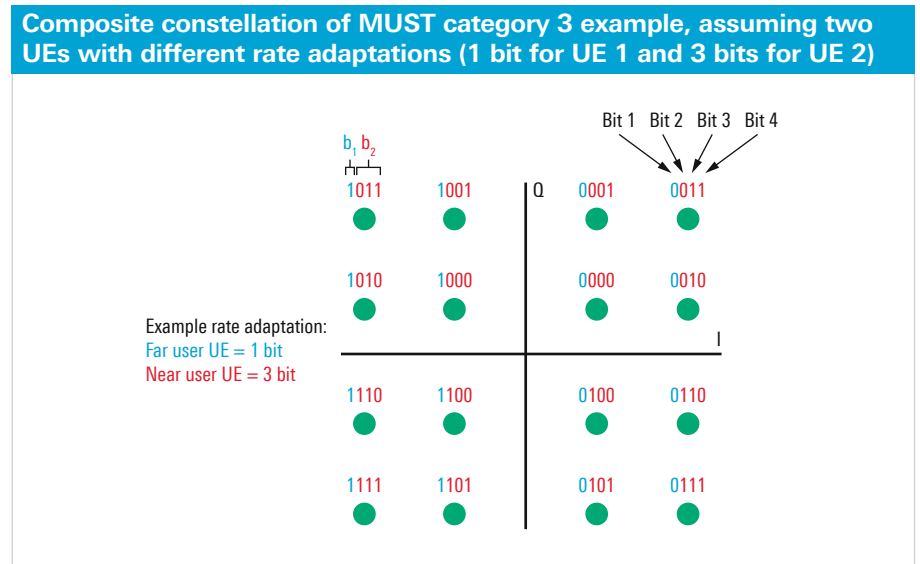 Composite constellation of MUST category 3 example, assuming two
UEs with different rate adaptations (1 bit for UE 1 and 3 bits for UE 2)
Bit 1 Bit 2 Bit 3 Bit 4
b1 b2
1011 1001 Q 0001 0011
1010 1000 0000 0010
Example rate adaptation:
Far user UE = 1 bit
I
Near user UE = 3 bit
1110 1100 0100 0110
1111 1101 0101 0111